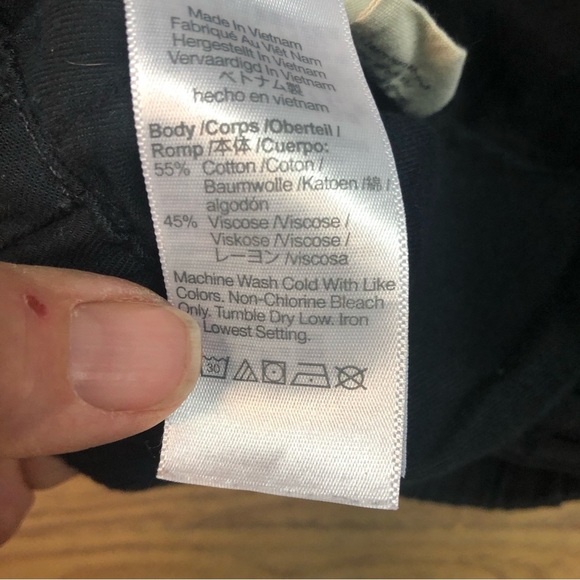 Made In Vietnam
Fabriqué Au Viêt Nam
Hergestellt In Vietnam
Vervaardigd In Vietnam
ベトナム製
hecho en vietnam
Body /Corps /Oberteil /
Romp /本体 /Cuerpo:
55% Cotton /Coton /
Baumwolle /Katoen /綿 /
algodón
45% Viscose /Viscose /
Viskose /Viscose /
レーヨン /viscosa
Machine Wash Cold With Like
Colors. Non-Chlorine Bleach
Only. Tumble Dry Low. Iron
Lowest Setting.
30